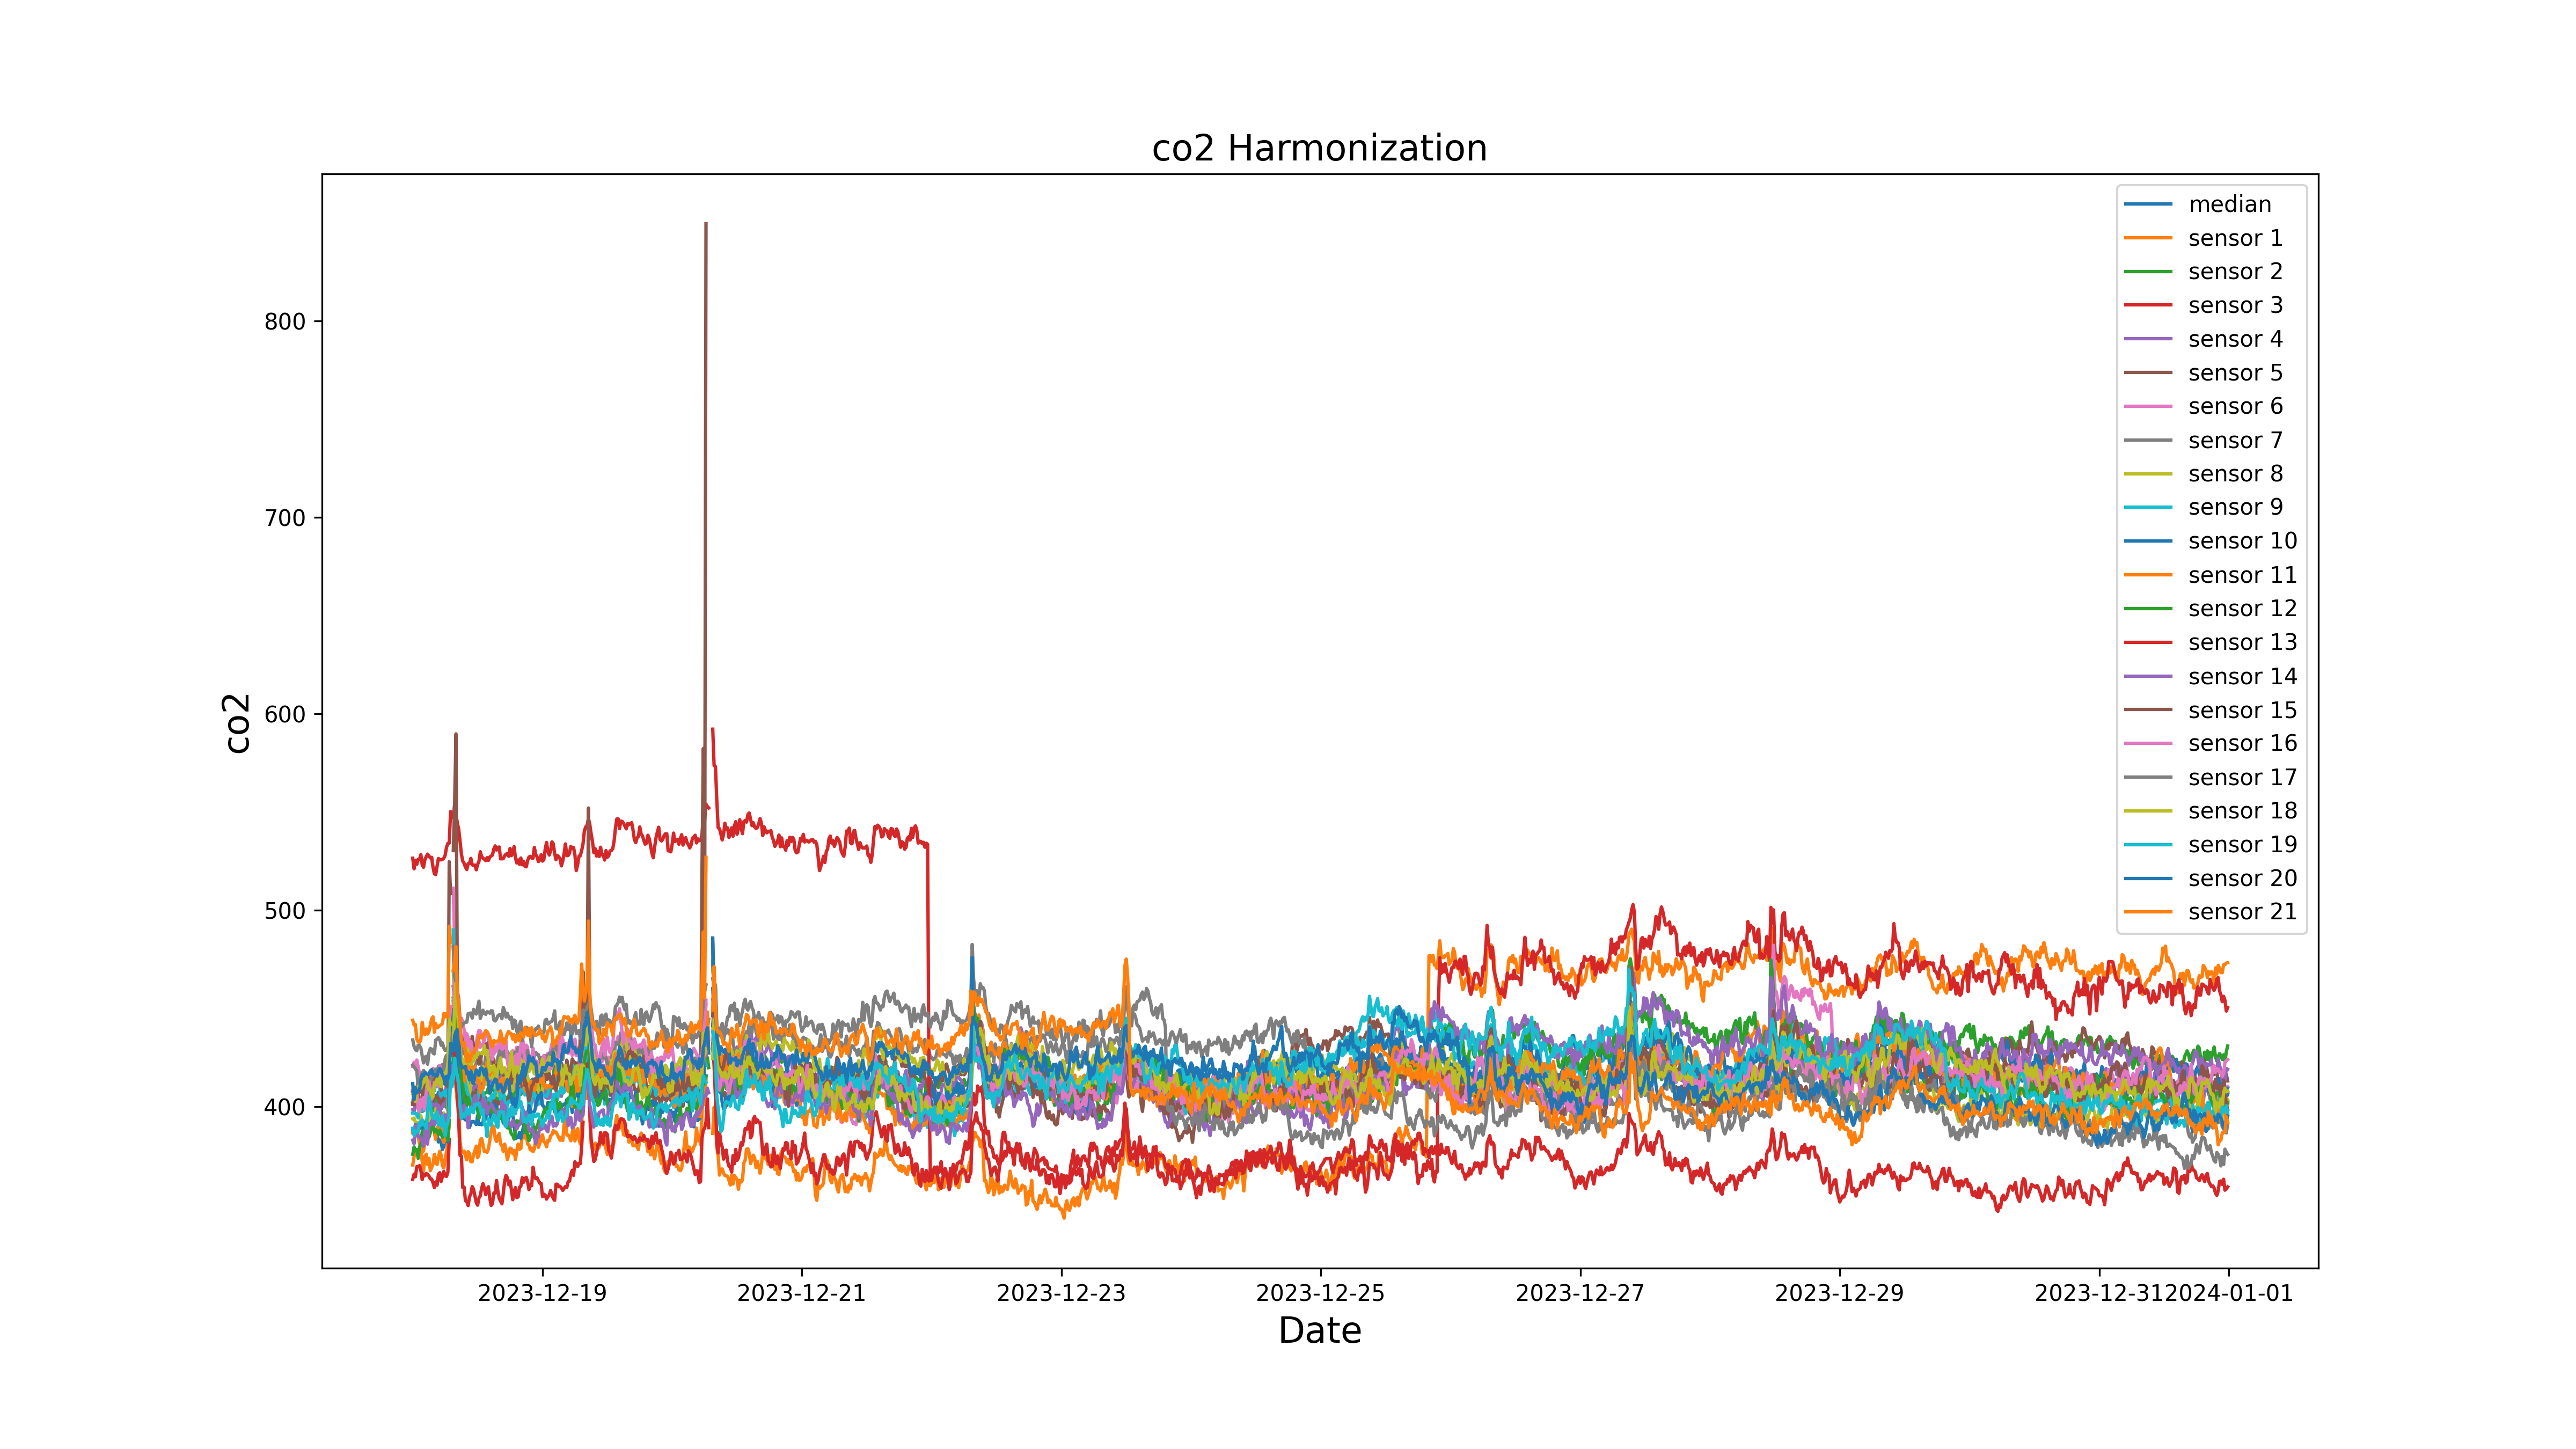 co2 Harmonization
median
sensor 1
sensor 2
sensor 3
sensor 4
sensor 5
sensor 6
sensor 7
sensor 8
sensor 9
sensor 10
sensor 11
sensor 12
sensor 13
sensor 14
sensor 15
sensor 16
sensor 17
sensor 18
sensor 19
sensor 20
sensor 21
co2
800
700
600
500
400
2023-12-19 2023-12-21 2023-12-23 2023-12-25 2023-12-27 2023-12-29 2023-12-31 2024-01-01
Date